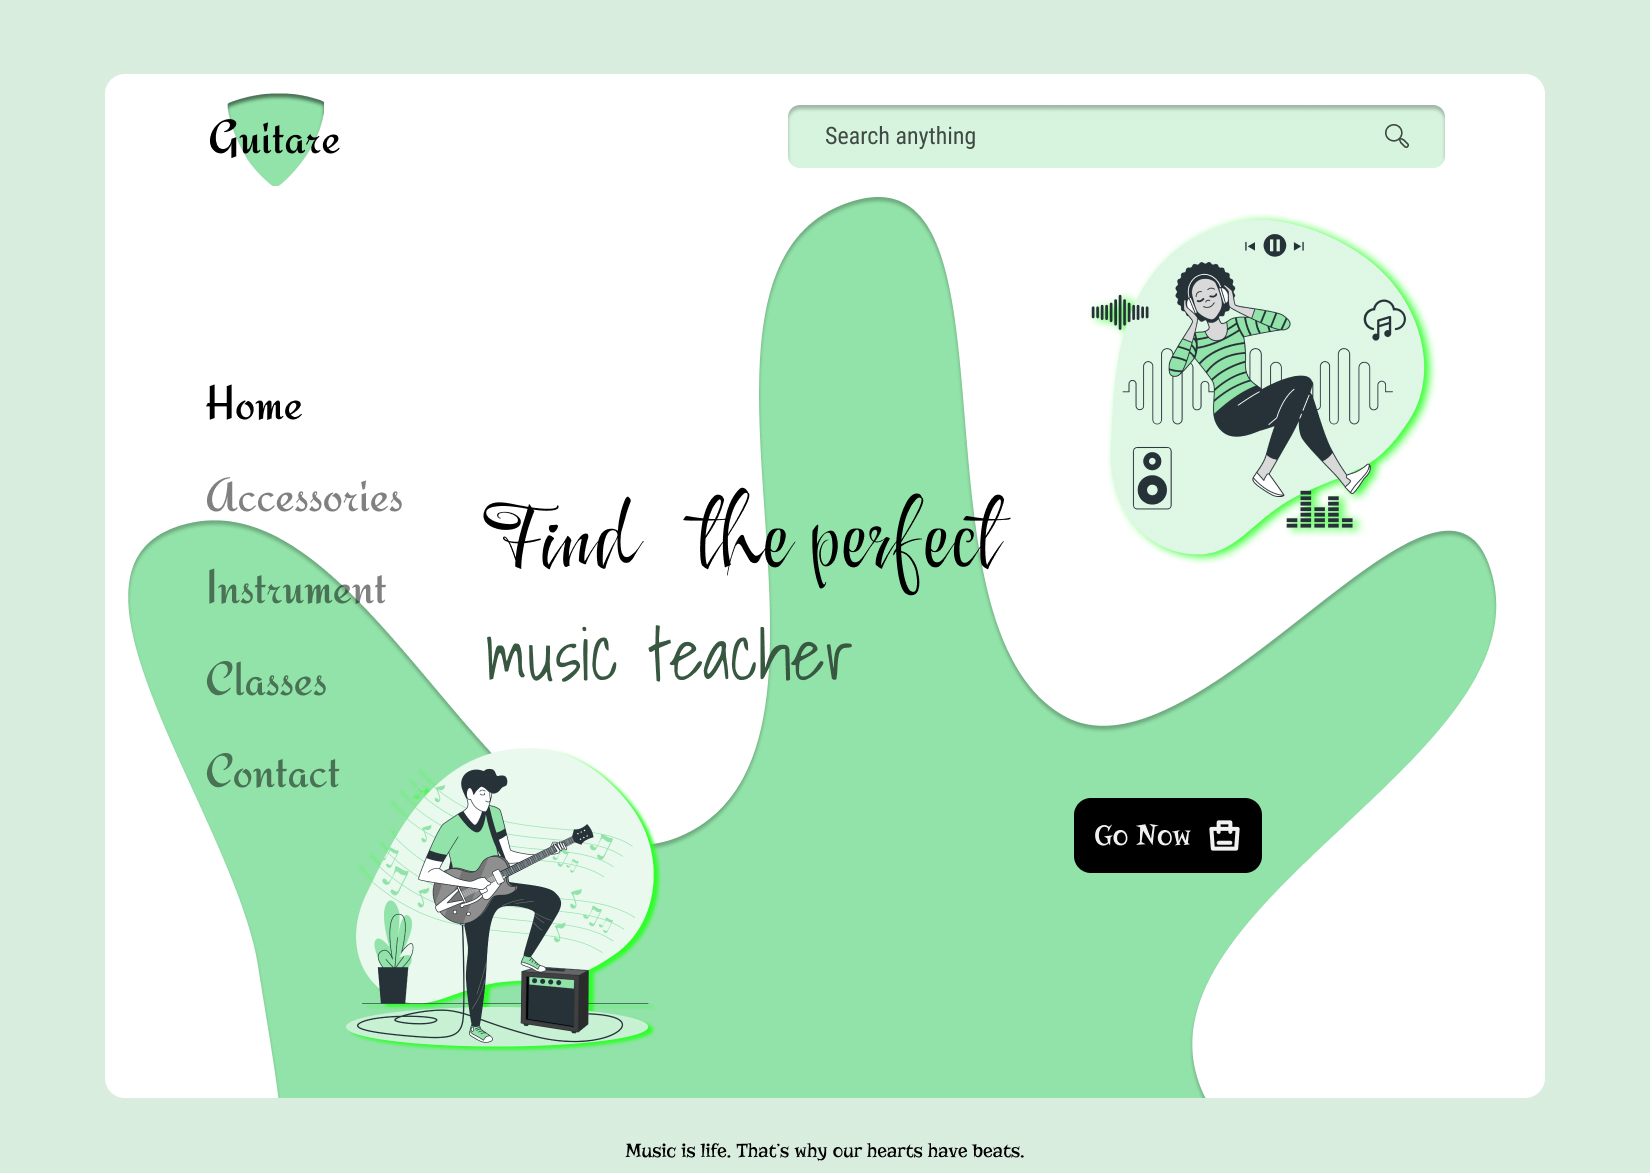 Guitare
Search anything
Home
Accessories
Instrument
Classes
Contact
Find the perfect
music teacher
Go Now
Music is life. That's why our hearts have beats.